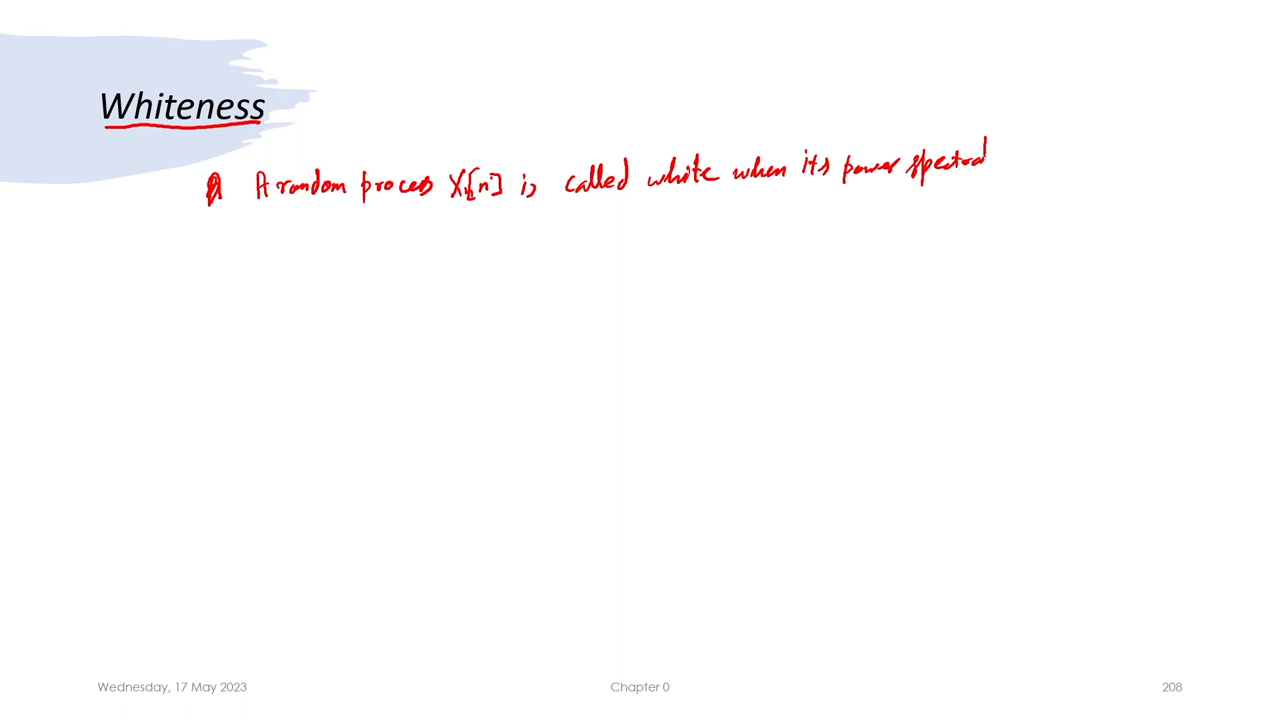 Whiteness
A random process X[n] is called white when its power spectral
Wednesday, 17 May 2023
Chapter 0
208